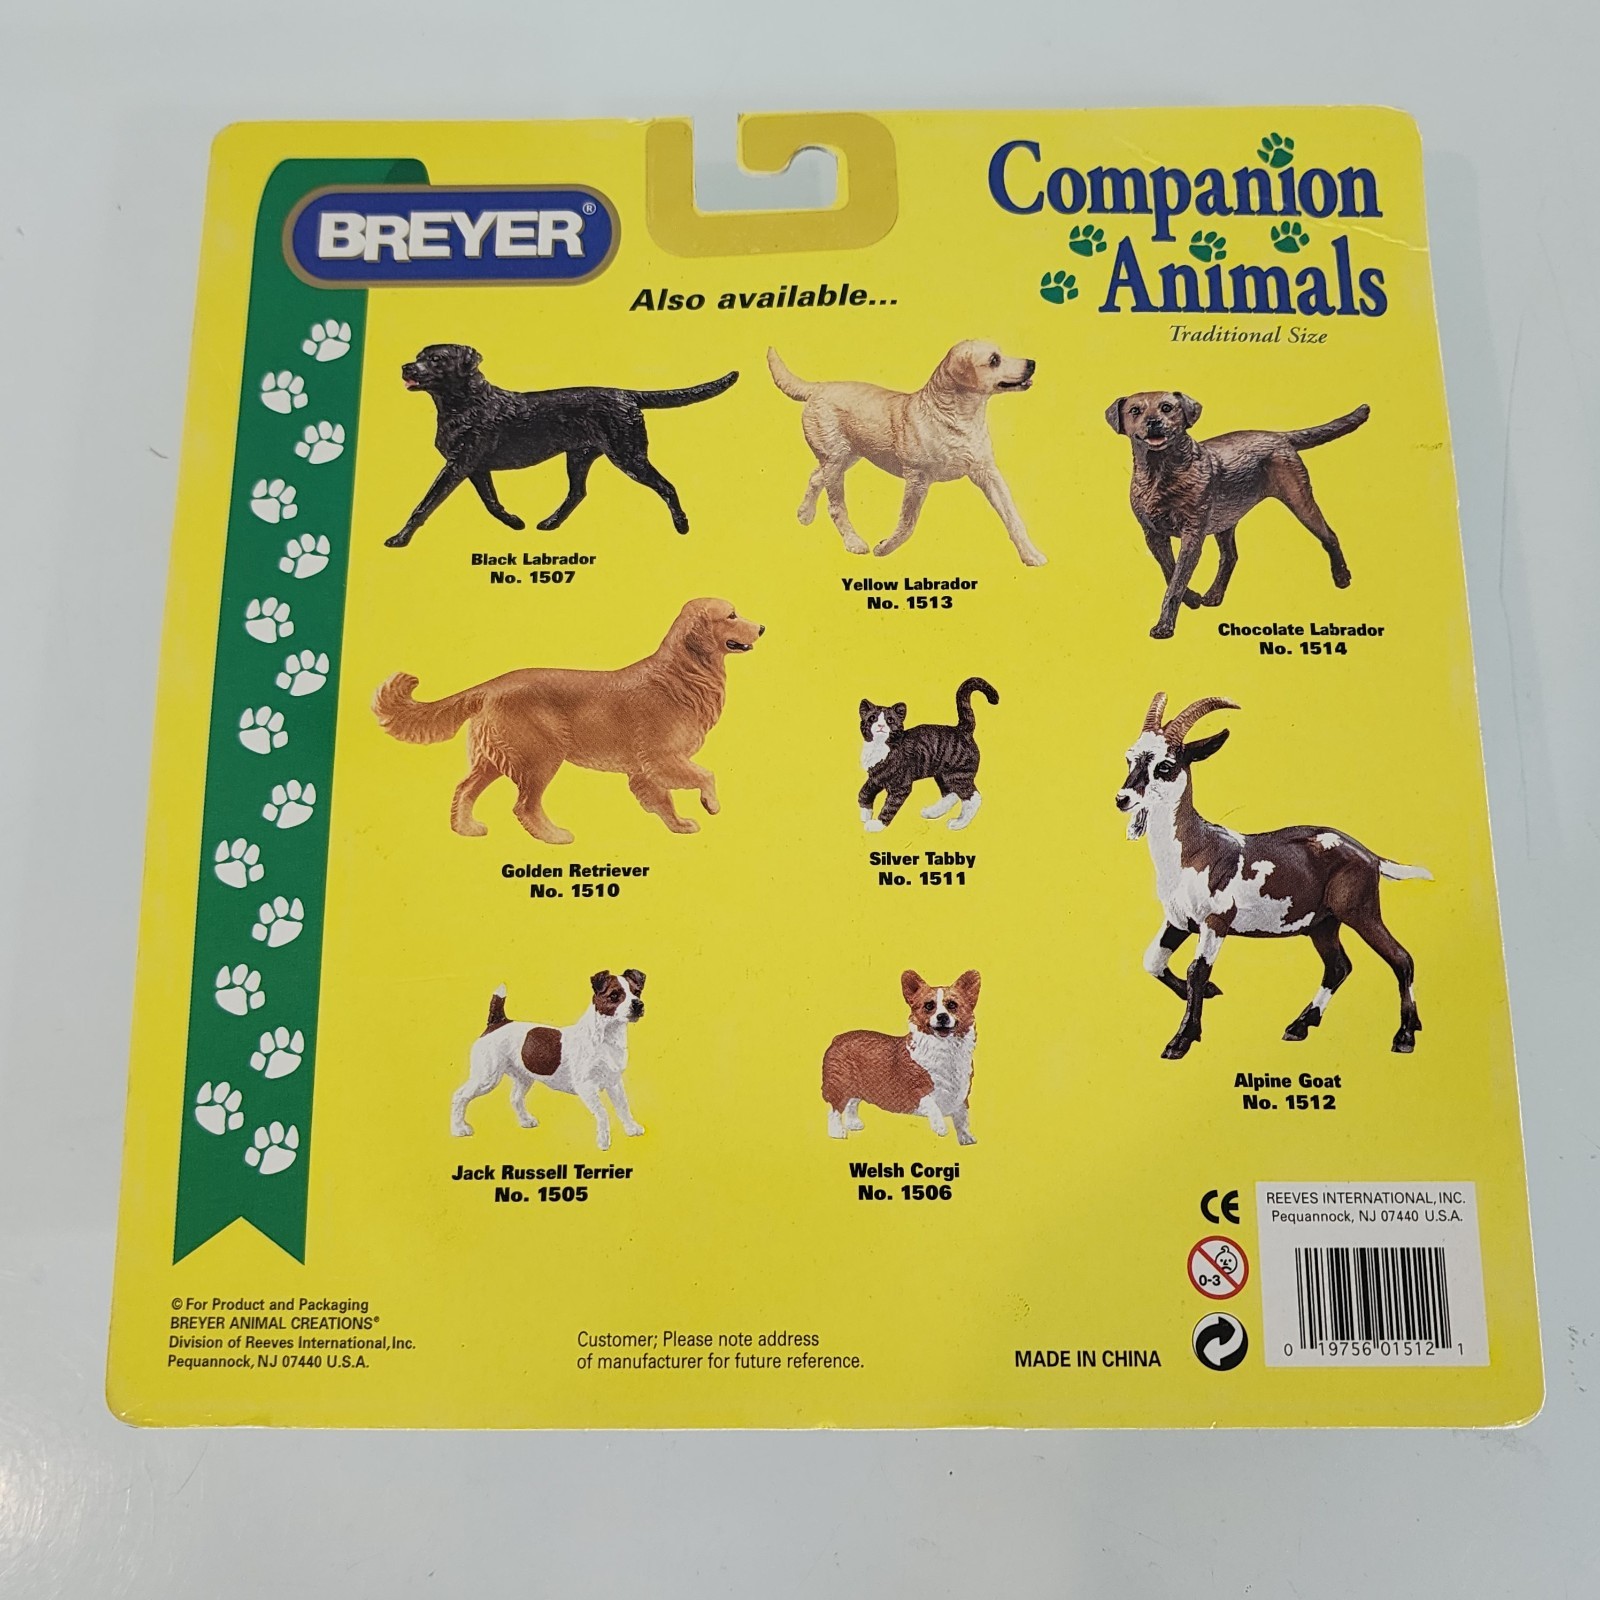 BREYER®
Companion
Animals
Traditional Size
Also available...
Black Labrador
No. 1507
Yellow Labrador
No. 1513
Chocolate Labrador
No. 1514
Golden Retriever
No. 1510
Silver Tabby
No. 1511
Alpine Goat
No. 1512
Jack Russell Terrier
No. 1505
Welsh Corgi
No. 1506
© For Product and Packaging
BREYER ANIMAL CREATIONS®
Division of Reeves International, Inc.
Pequannock, NJ 07440 U.S.A.
Customer; Please note address
of manufacturer for future reference.
MADE IN CHINA
CE
0-3
REEVES INTERNATIONAL, INC.
Pequannock, NJ 07440 U.S.A.
0 19756 01512 1